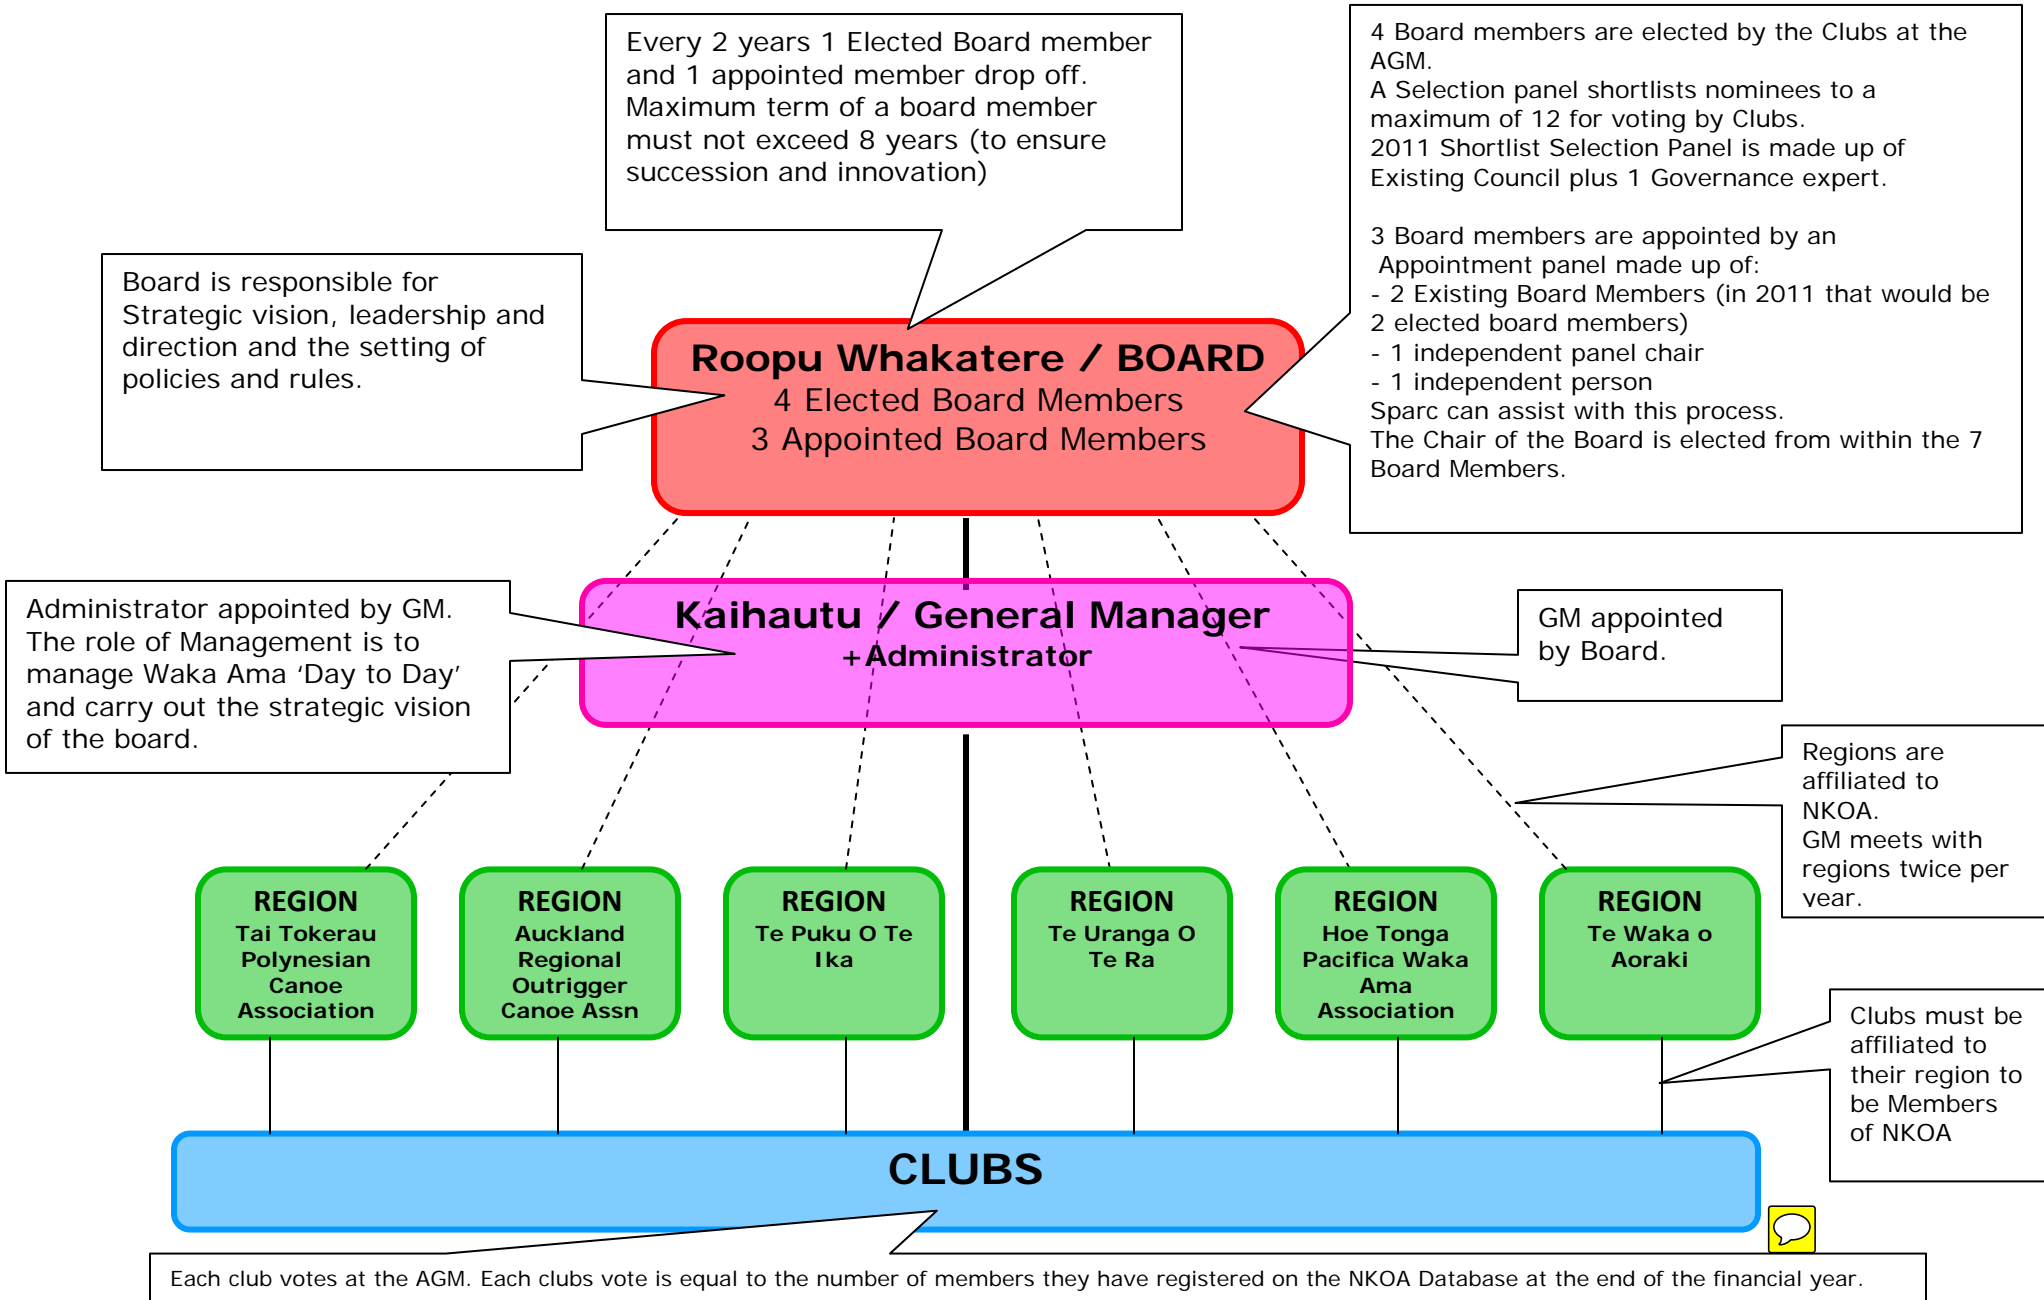 Every 2 years 1 Elected Board member
and 1 appointed member drop off.
Maximum term of a board member
must not exceed 8 years (to ensure
succession and innovation)
4 Board members are elected by the Clubs at the
AGM.
A Selection panel shortlists nominees to a
maximum of 12 for voting by Clubs.
2011 Shortlist Selection Panel is made up of
Existing Council plus 1 Governance expert.
3 Board members are appointed by an
Appointment panel made up of:
- 2 Existing Board Members (in 2011 that would be
2 elected board members)
- 1 independent panel chair
- 1 independent person
Sparc can assist with this process.
The Chair of the Board is elected from within the 7
Board Members.
Board is responsible for
Strategic vision, leadership and
direction and the setting of
policies and rules.
Roopu Whakatere / BOARD
4 Elected Board Members
3 Appointed Board Members
Administrator appointed by GM.
The role of Management is to
manage Waka Ama ‘Day to Day’
and carry out the strategic vision
of the board.
Kaihautu / General Manager
+Administrator
GM appointed
by Board.
Regions are
affiliated to
NKOA.
GM meets with
regions twice per
year.
REGION
Tai Tokerau
Polynesian
Canoe
Association
REGION
Auckland
Regional
Outrigger
Canoe Assn
REGION
Te Puku O Te
Ika
REGION
Te Uranga O
Te Ra
REGION
Hoe Tonga
Pacifica Waka
Ama
Association
REGION
Te Waka o
Aoraki
Clubs must be
affiliated to
their region to
be Members
of NKOA
CLUBS
Each club votes at the AGM. Each clubs vote is equal to the number of members they have registered on the NKOA Database at the end of the financial year.